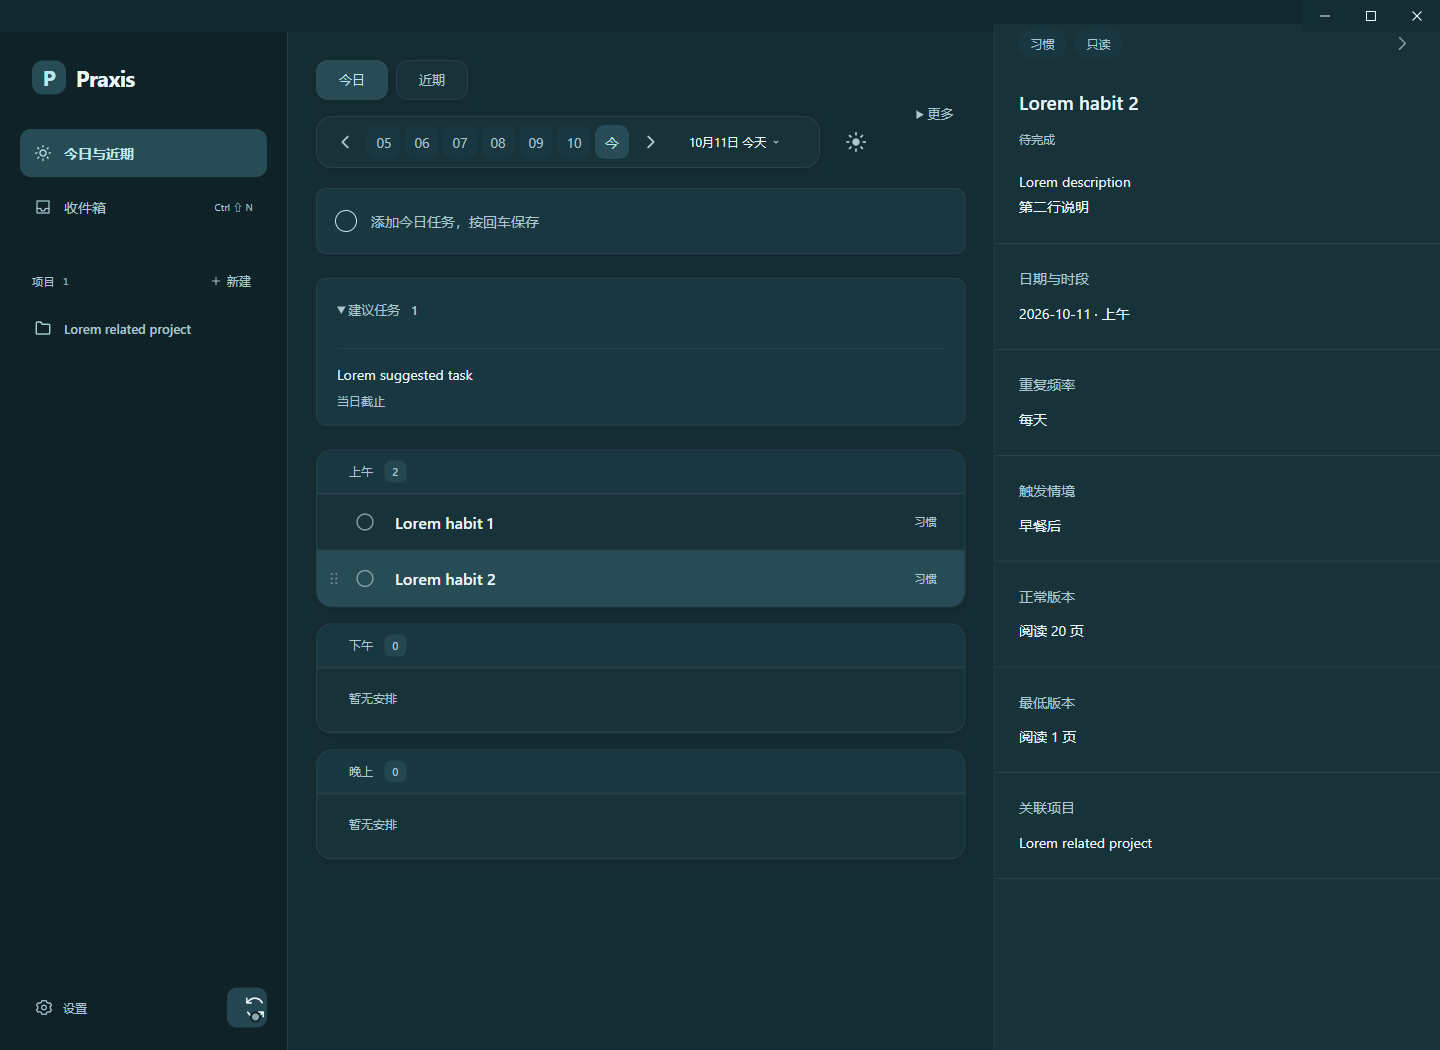 P Praxis
今日与近期
收件箱 Ctrl ⇧ N
项目 1 + 新建
Lorem related project
设置
今日 近期
更多
05 06 07 08 09 10 今 10月11日 今天
添加今日任务，按回车保存
建议任务 1
Lorem suggested task
当日截止
上午 2
Lorem habit 1 习惯
Lorem habit 2 习惯
下午 0
暂无安排
晚上 0
暂无安排
习惯 只读
Lorem habit 2
待完成
Lorem description
第二行说明
日期与时段
2026-10-11 · 上午
重复频率
每天
触发情境
早餐后
正常版本
阅读 20 页
最低版本
阅读 1 页
关联项目
Lorem related project